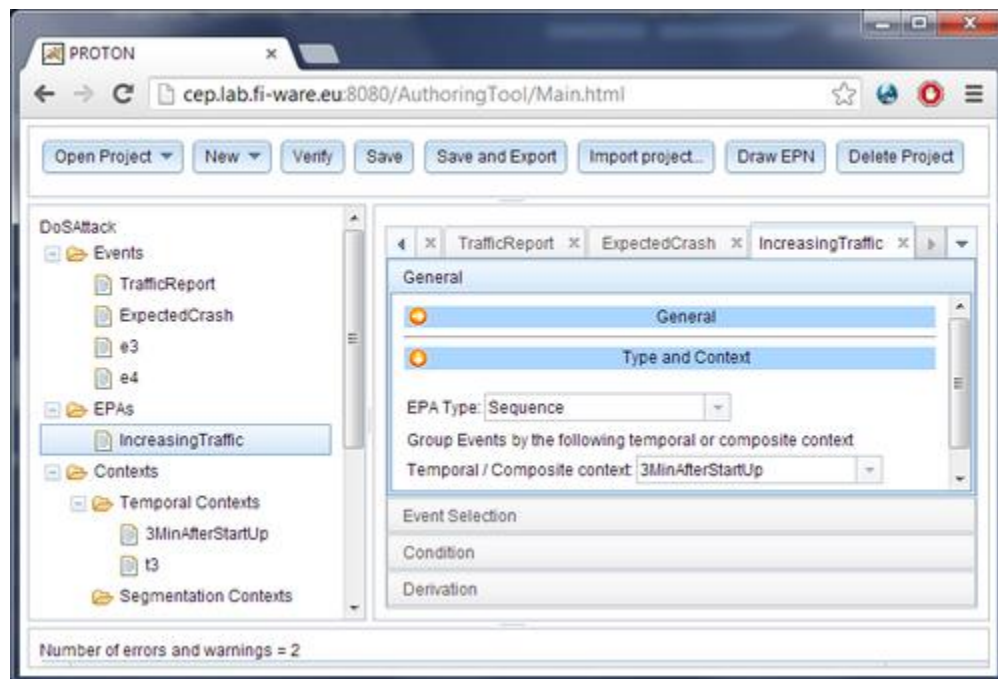 PROTON
cep.lab.fi-ware.eu:8080/AuthoringTool/Main.html
Open Project New Verify Save Save and Export Import project... Draw EPN Delete Project
DoSAttack
Events
TrafficReport
ExpectedCrash
e3
e4
EPAs
IncreasingTraffic
Contexts
Temporal Contexts
3MinAfterStartUp
t3
Segmentation Contexts
TrafficReport ExpectedCrash IncreasingTraffic
General
General
Type and Context
EPA Type: Sequence
Group Events by the following temporal or composite context
Temporal / Composite context: 3MinAfterStartUp
Event Selection
Condition
Derivation
Number of errors and warnings = 2